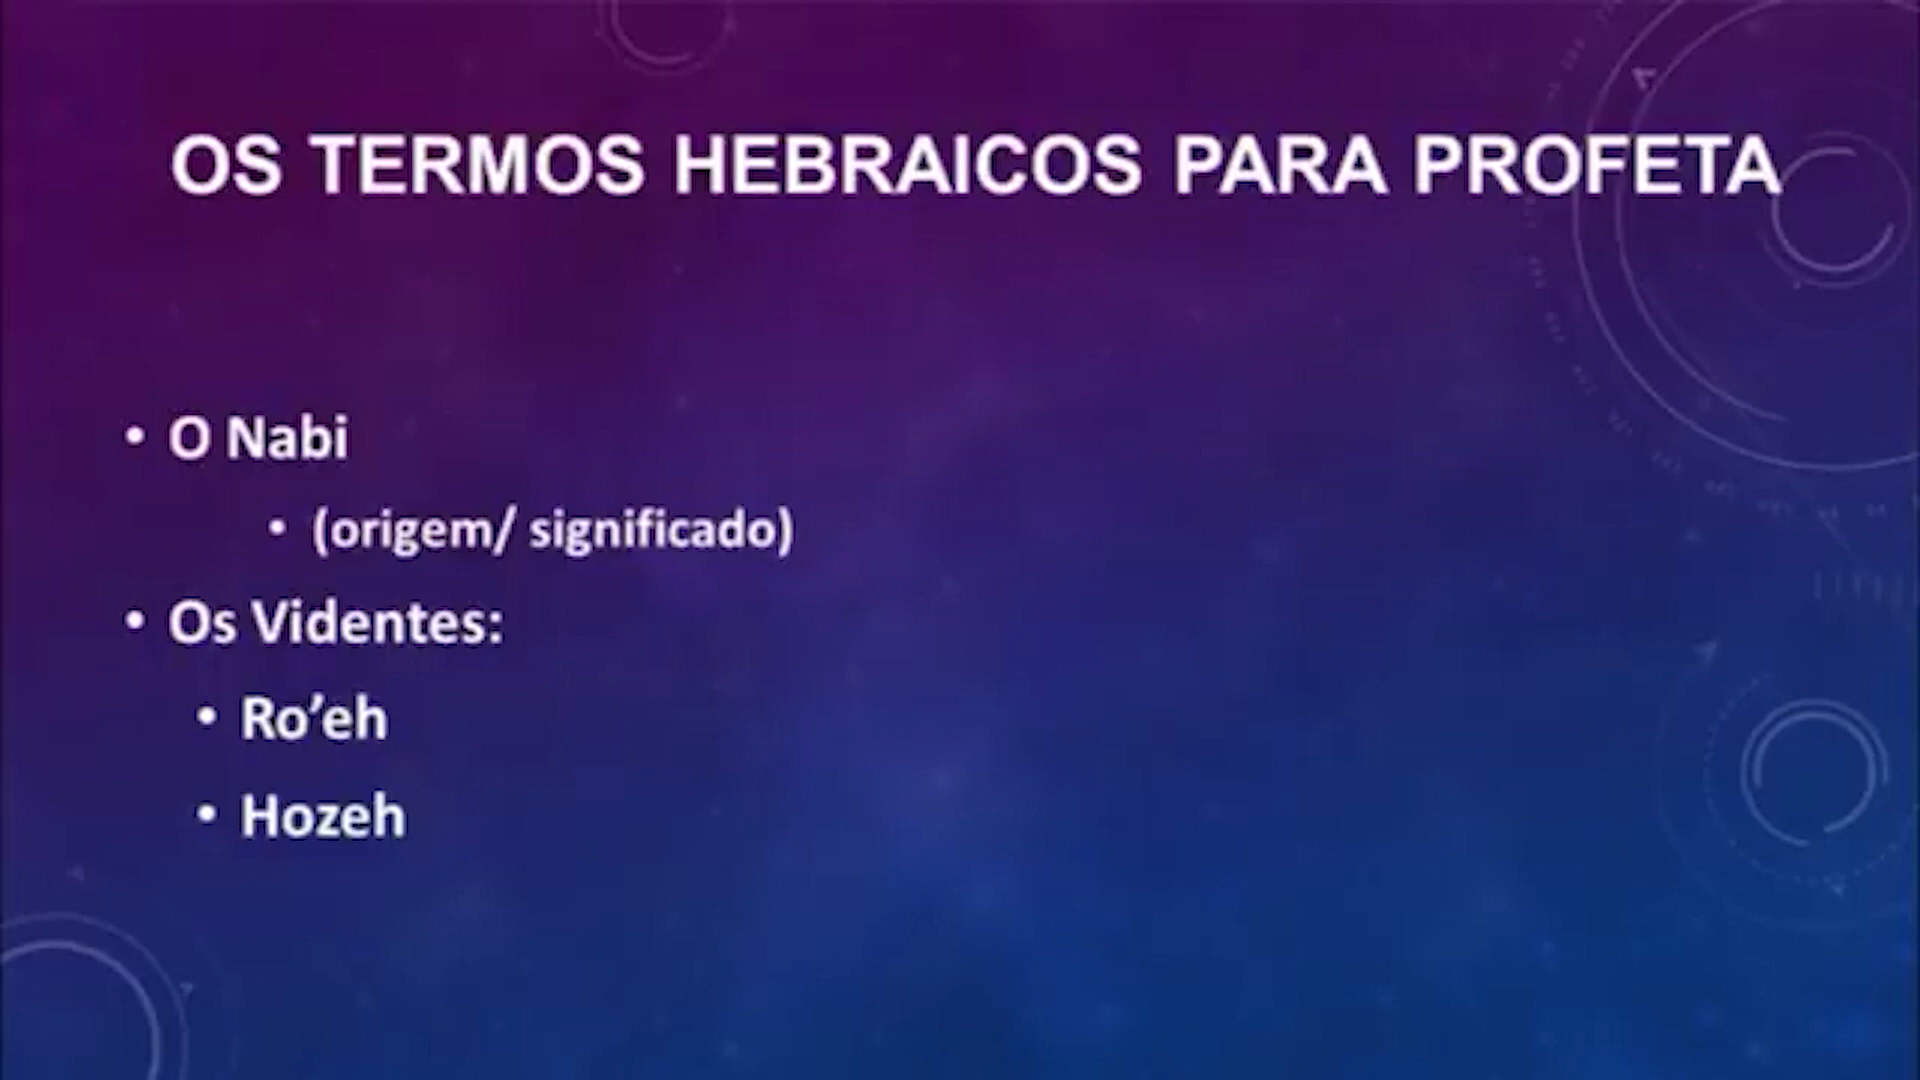 OS TERMOS HEBRAICOS PARA PROFETA
• O Nabi
• (origem/ significado)
• Os Videntes:
• Ro’eh
• Hozeh